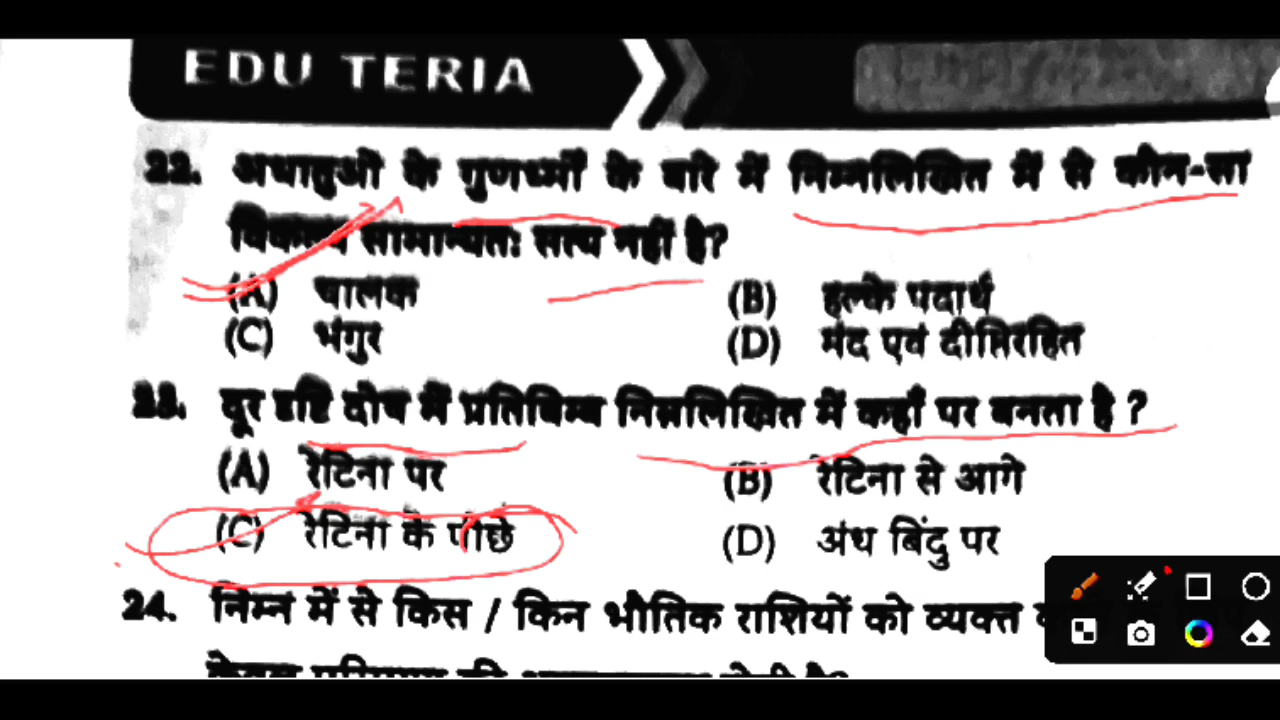 EDU TERIA
22. अधातुओं के गुणधर्मों के बारे में निम्नलिखित में से कौन-सा
विकल्प सामान्यतः सत्य नहीं है?
(A) चालक (B) हल्के पदार्थ
(C) भंगुर (D) मंद एवं दीप्तिरहित
23. दूर दृष्टि दोष में प्रतिबिम्ब निम्नलिखित में कहाँ पर बनता है ?
(A) रेटिना पर (B) रेटिना से आगे
(C) रेटिना के पीछे (D) अंध बिंदु पर
24. निम्न में से किस / किन भौतिक राशियों को व्यक्त